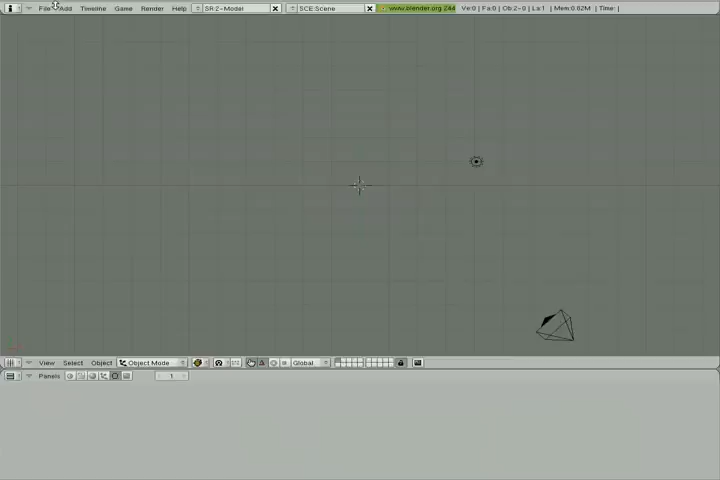 File Add Timeline Game Render Help SR:2-Model SCE:Scene www.blender.org 244 Ve:0 | Fa:0 | Ob:2-0 | La:1 | Mem:0.62M | Time: |
View Select Object Object Mode Global
Panels 1